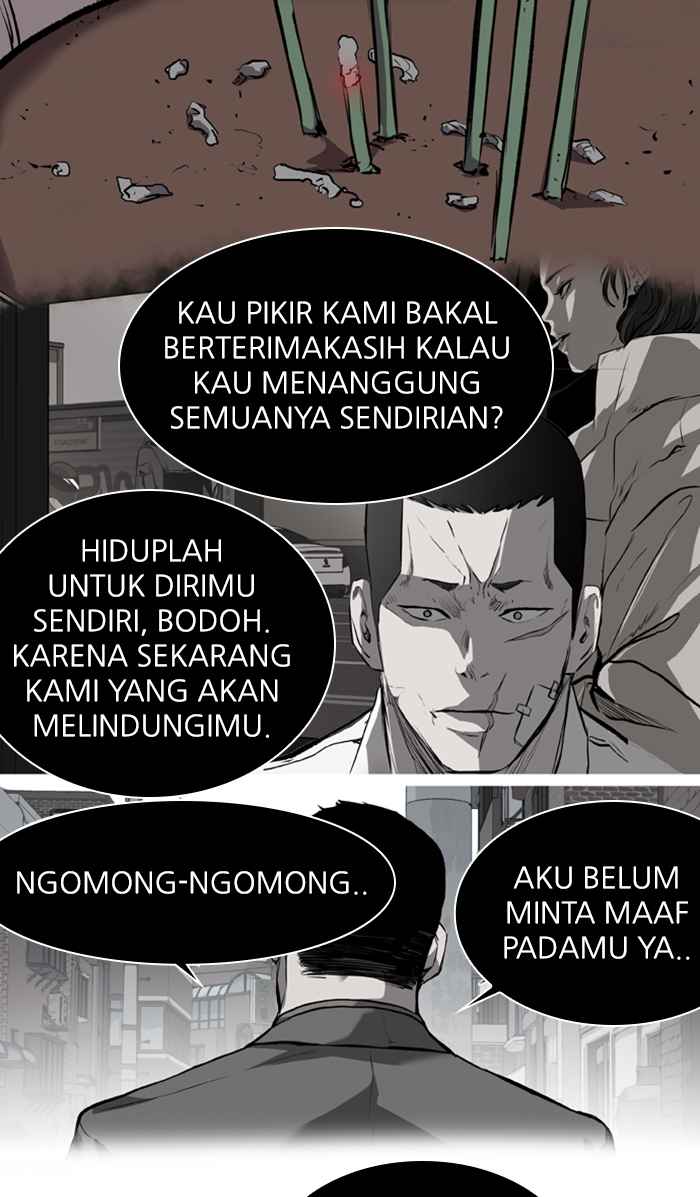 KAU PIKIR KAMI BAKAL
BERTERIMAKASIH KALAU
KAU MENANGGUNG
SEMUANYA SENDIRIAN?
HIDUPLAH
UNTUK DIRIMU
SENDIRI, BODOH.
KARENA SEKARANG
KAMI YANG AKAN
MELINDUNGIMU.
NGOMONG-NGOMONG..
AKU BELUM
MINTA MAAF
PADAMU YA..